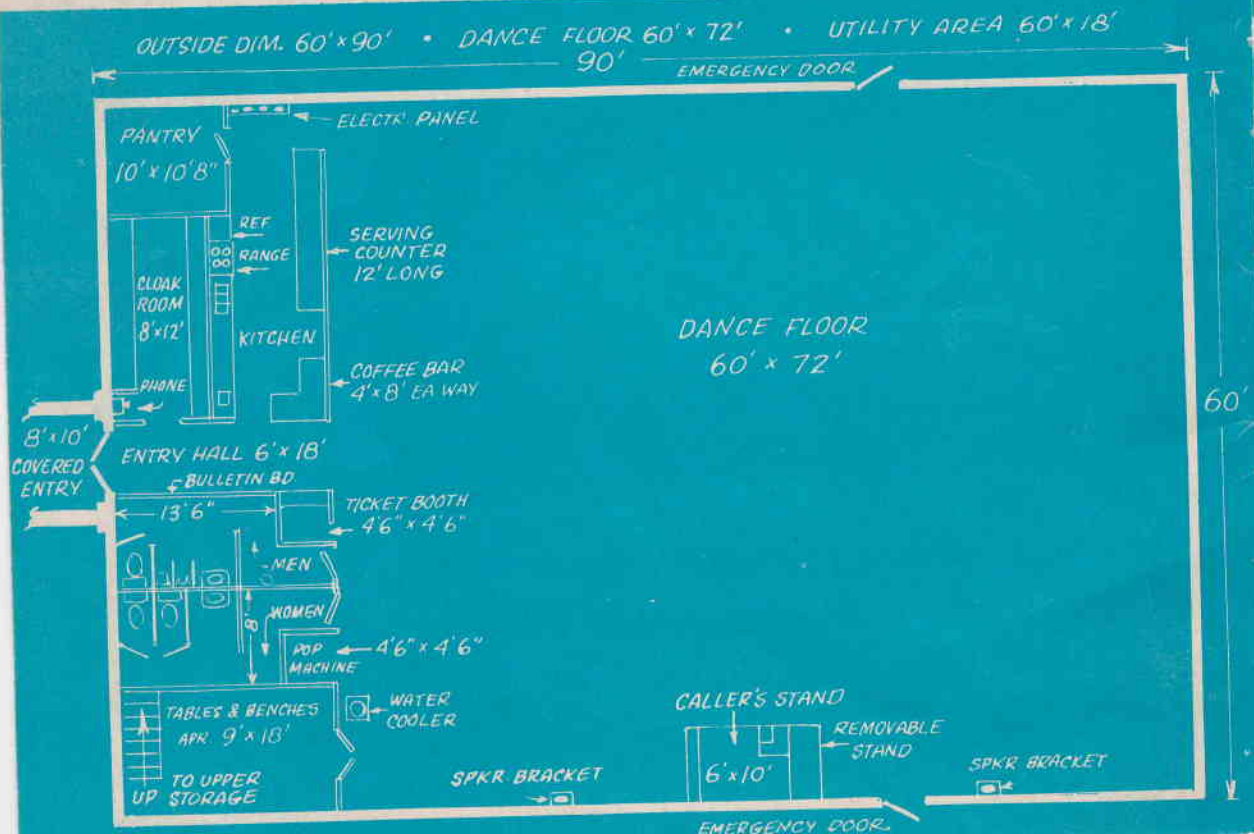 OUTSIDE DIM. 60' x 90' • DANCE FLOOR 60' x 72' • UTILITY AREA 60' x 18'
90'
EMERGENCY DOOR
ELECTR. PANEL
PANTRY
10' x 10'8"
REF.
RANGE
SERVING
COUNTER
12' LONG
CLOAK
ROOM
8'x12'
KITCHEN
DANCE FLOOR
60' x 72'
COFFEE BAR
4'x8' EA WAY
PHONE
60'
8'x10'
COVERED
ENTRY
ENTRY HALL 6' x 18'
BULLETIN BD.
13'6"
TICKET BOOTH
4'6" x 4'6"
MEN
WOMEN
8'
POP
MACHINE
4'6" x 4'6"
WATER
COOLER
TABLES & BENCHES
APR. 9' x 18'
TO UPPER
STORAGE
UP
CALLER'S STAND
REMOVABLE
STAND
6'x10'
SPKR. BRACKET
SPKR BRACKET
EMERGENCY DOOR